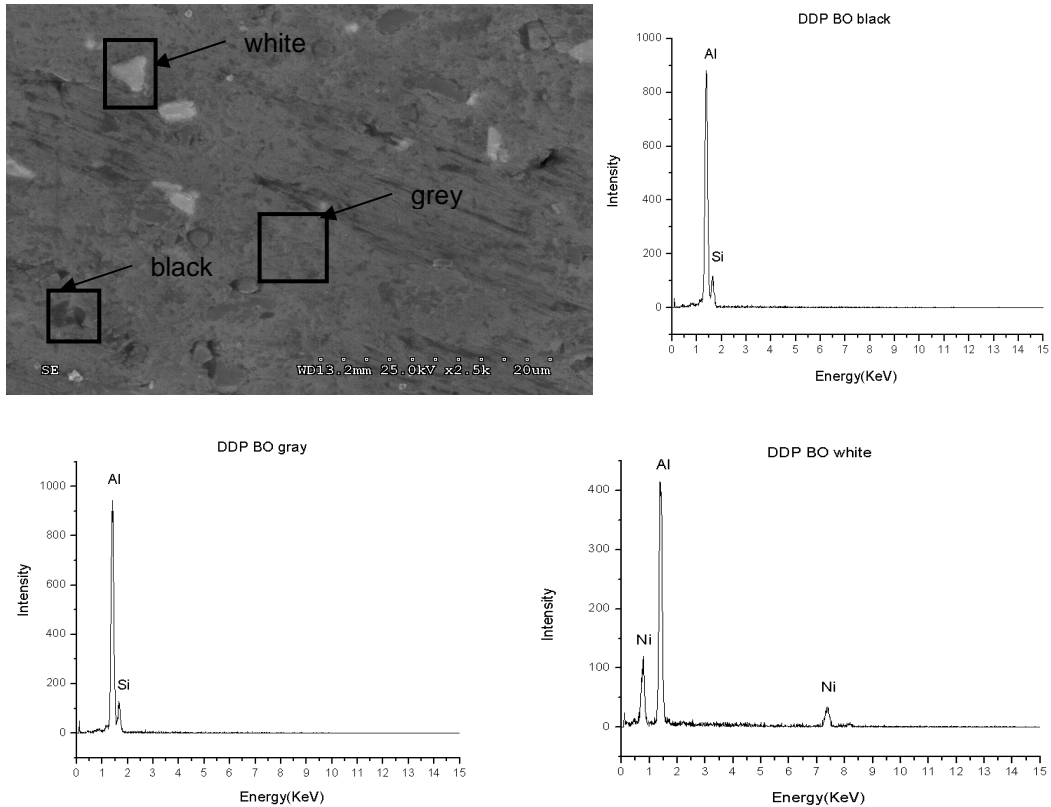 white
grey
black
SE
WD13.2mm 25.0kV x2.5k 20um
DDP BO black
1000
800
600
400
200
0
Al
Si
Intensity
0 1 2 3 4 5 6 7 8 9 10 11 12 13 14 15
Energy(KeV)
DDP BO gray
1000
800
600
400
200
0
Al
Si
Intensity
0 1 2 3 4 5 6 7 8 9 10 11 12 13 14 15
Energy(KeV)
DDP BO white
400
300
200
100
0
Al
Ni
Ni
Intensity
0 1 2 3 4 5 6 7 8 9 10 11 12 13 14 15
Energy(KeV)